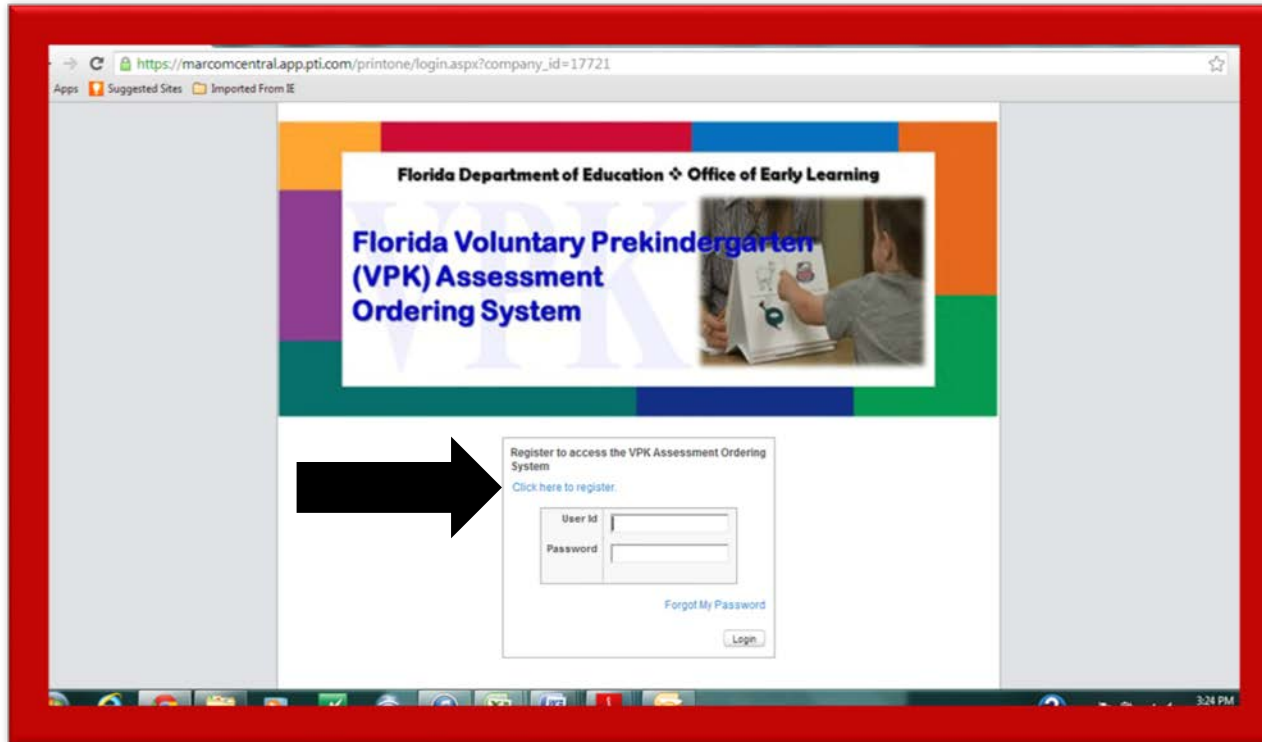 https://marcomcentral.app.pti.com/printone/login.aspx?company_id=17721
Apps Suggested Sites Imported From IE
Florida Department of Education ❖ Office of Early Learning
VPK
Florida Voluntary Prekindergarten
(VPK) Assessment
Ordering System
Register to access the VPK Assessment Ordering
System
Click here to register.
User Id
Password
Forgot My Password
Login
3:24 PM